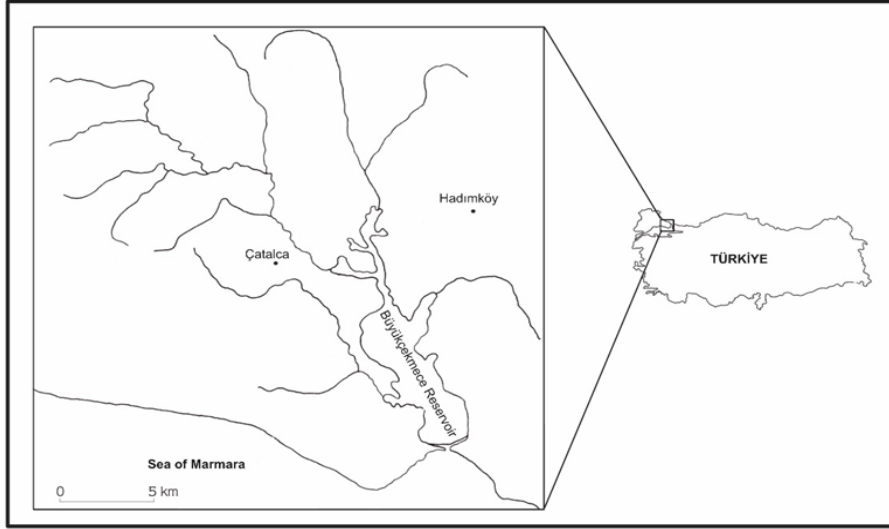 Hadımköy
Çatalca
TÜRKİYE
Büyükçekmece Reservoir
Sea of Marmara
0 5 km